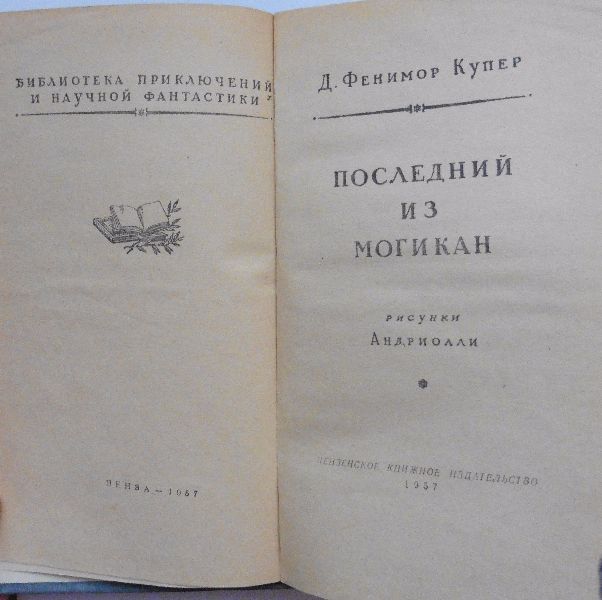 БИБЛИОТЕКА ПРИКЛЮЧЕНИЙ
И НАУЧНОЙ ФАНТАСТИКИ
ПЕНЗА — 1957
Д. ФЕНИМОР КУПЕР
ПОСЛЕДНИЙ
ИЗ
МОГИКАН
РИСУНКИ
АНДРИОЛЛИ
ПЕНЗЕНСКОЕ КНИЖНОЕ ИЗДАТЕЛЬСТВО
1957